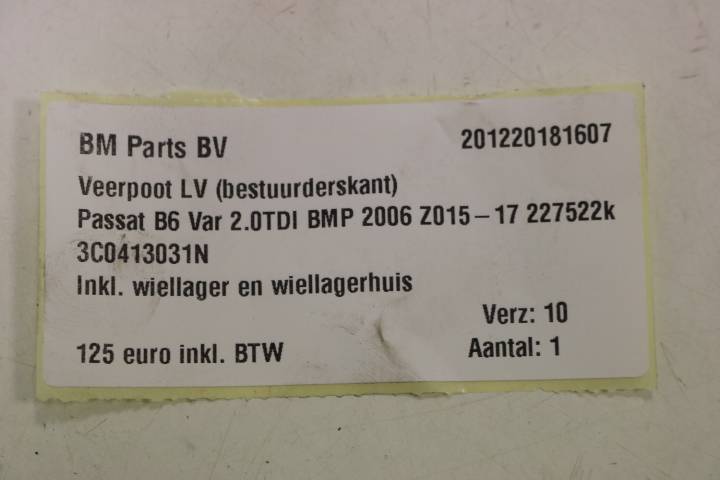 BM Parts BV 201220181607
Veerpoot LV (bestuurderskant)
Passat B6 Var 2.0TDI BMP 2006 Z015-17 227522k
3C0413031N
Inkl. wiellager en wiellagerhuis
Verz: 10
125 euro inkl. BTW Aantal: 1